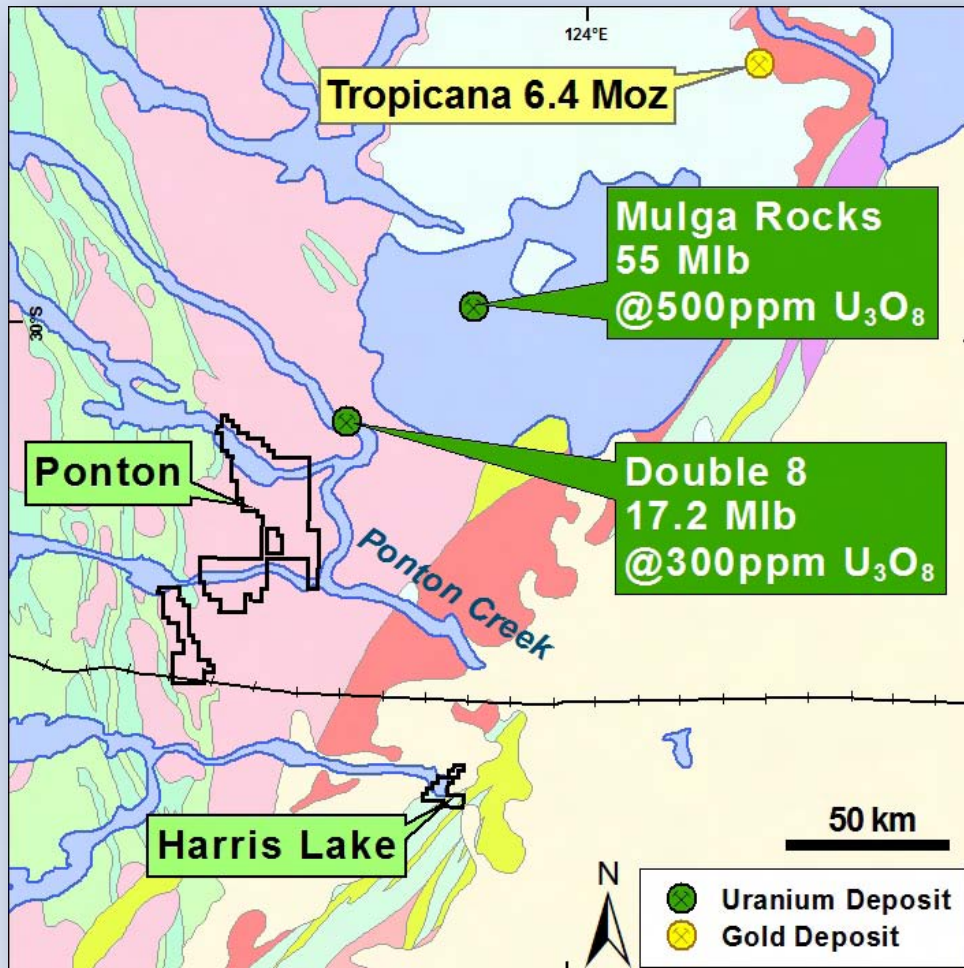 124°E
Tropicana 6.4 Moz
Mulga Rocks
55 Mlb
@500ppm U₃O₈
30°S
Ponton
Double 8
17.2 Mlb
@300ppm U₃O₈
Ponton Creek
Harris Lake
50 km
N
Uranium Deposit
Gold Deposit